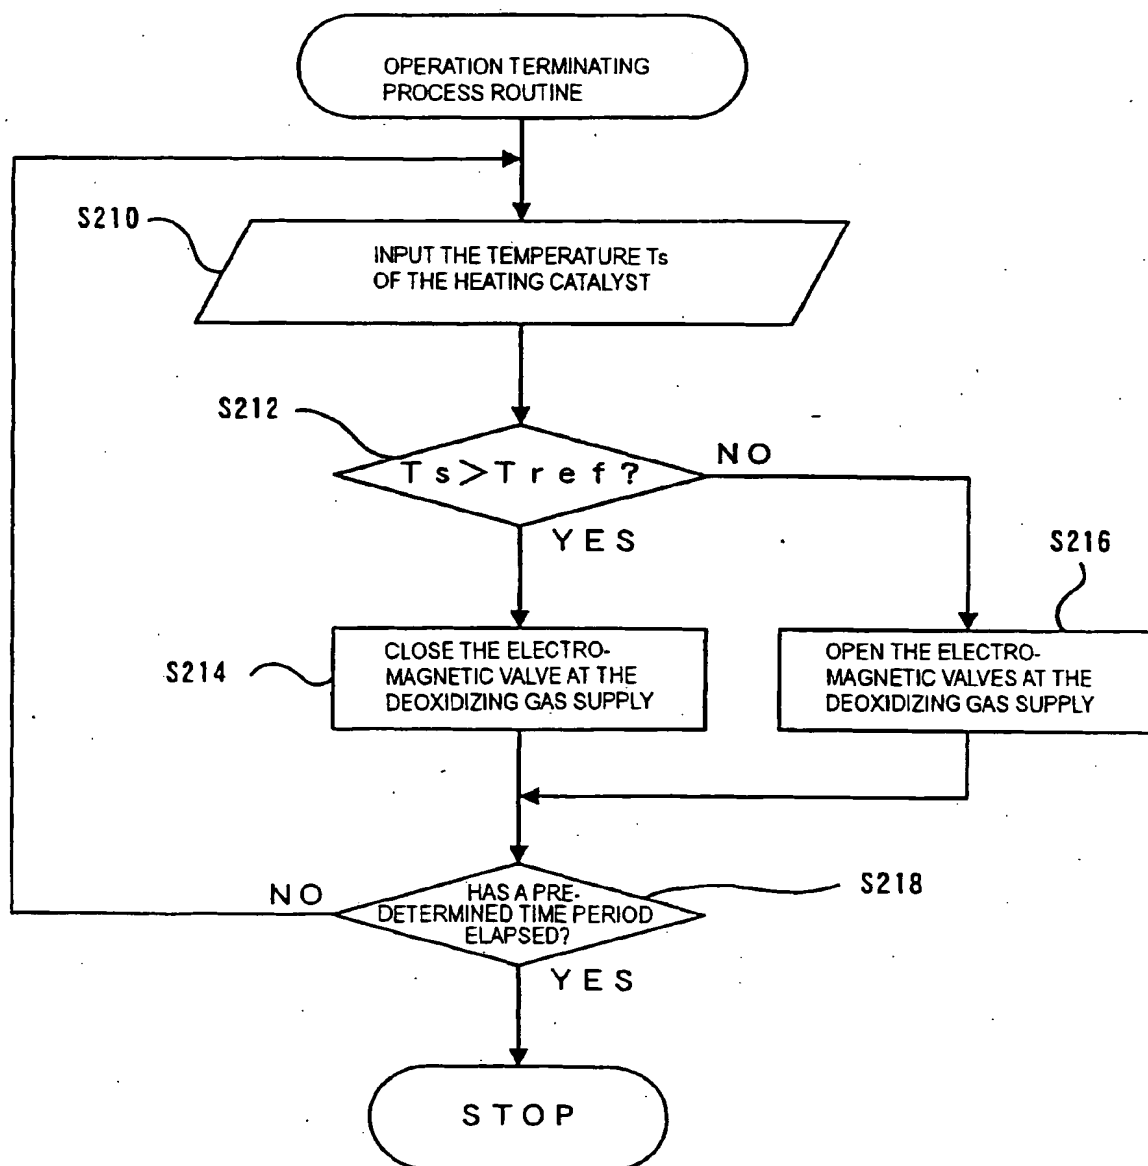 OPERATION TERMINATING
PROCESS ROUTINE
S210
INPUT THE TEMPERATURE Ts
OF THE HEATING CATALYST
S212
Ts>Tref?
NO
YES
S216
S214
CLOSE THE ELECTRO-
MAGNETIC VALVE AT THE
DEOXIDIZING GAS SUPPLY
OPEN THE ELECTRO-
MAGNETIC VALVES AT THE
DEOXIDIZING GAS SUPPLY
NO
S218
HAS A PRE-
DETERMINED TIME PERIOD
ELAPSED?
YES
STOP